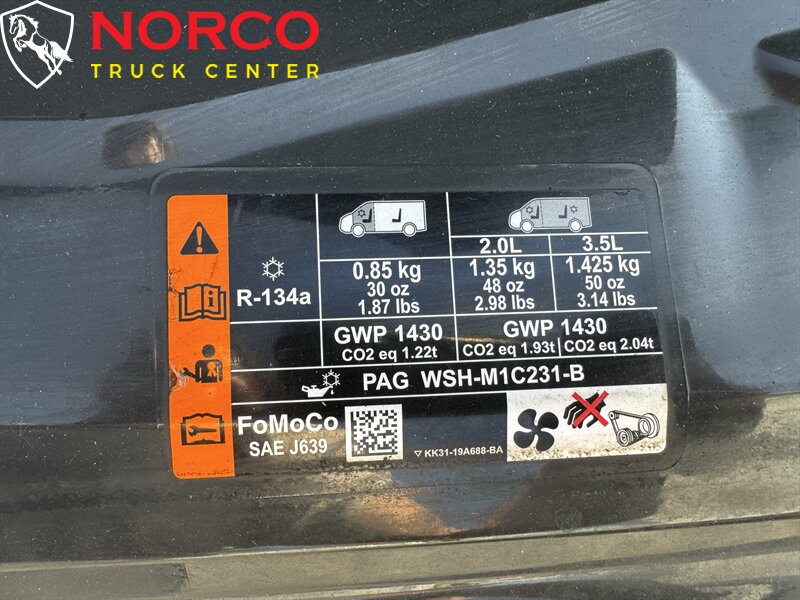 NORCO
TRUCK CENTER
2.0L 3.5L
R-134a
0.85 kg 1.35 kg 1.425 kg
30 oz 48 oz 50 oz
1.87 lbs 2.98 lbs 3.14 lbs
GWP 1430 GWP 1430
CO2 eq 1.22t CO2 eq 1.93t CO2 eq 2.04t
PAG WSH-M1C231-B
FoMoCo
SAE J639
KK31-19A688-BA